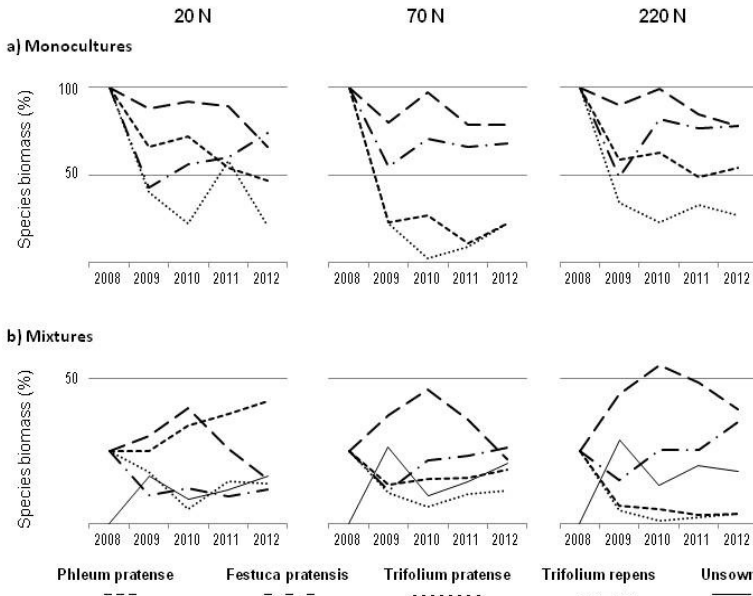 20 N 70 N 220 N
a) Monocultures
Species biomass (%)
100
50
2008 2009 2010 2011 2012 2008 2009 2010 2011 2012 2008 2009 2010 2011 2012
b) Mixtures
Species biomass (%)
50
2008 2009 2010 2011 2012 2008 2009 2010 2011 2012 2008 2009 2010 2011 2012
Phleum pratense Festuca pratensis Trifolium pratense Trifolium repens Unsown